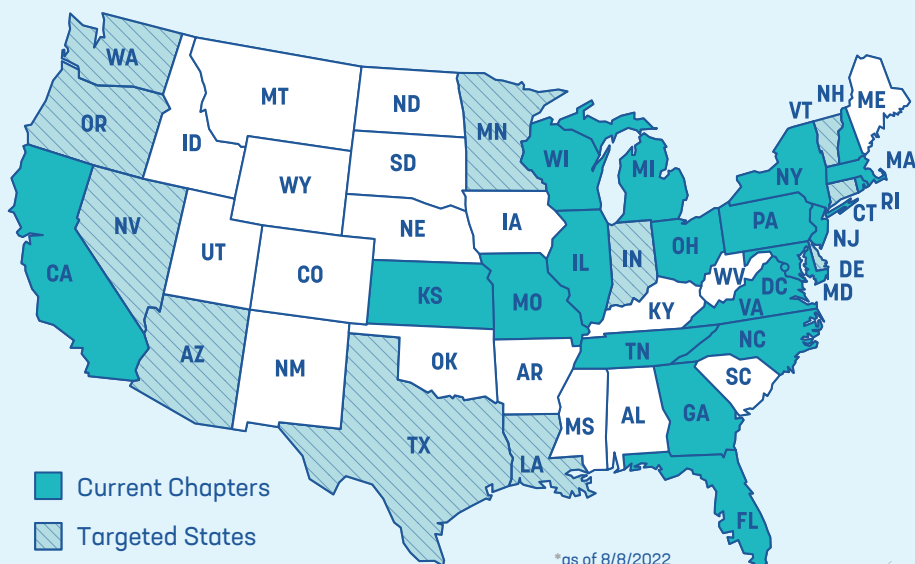 WA
MT
ND
MN
VT
NH
ME
OR
ID
SD
WI
MI
NY
MA
WY
RI
CT
NV
NE
IA
PA
UT
IL
IN
OH
NJ
CA
CO
WV
DC
DE
MD
KS
MO
KY
VA
AZ
NM
OK
AR
TN
NC
SC
MS
AL
GA
TX
LA
Current Chapters
FL
Targeted States
*as of 8/8/2022